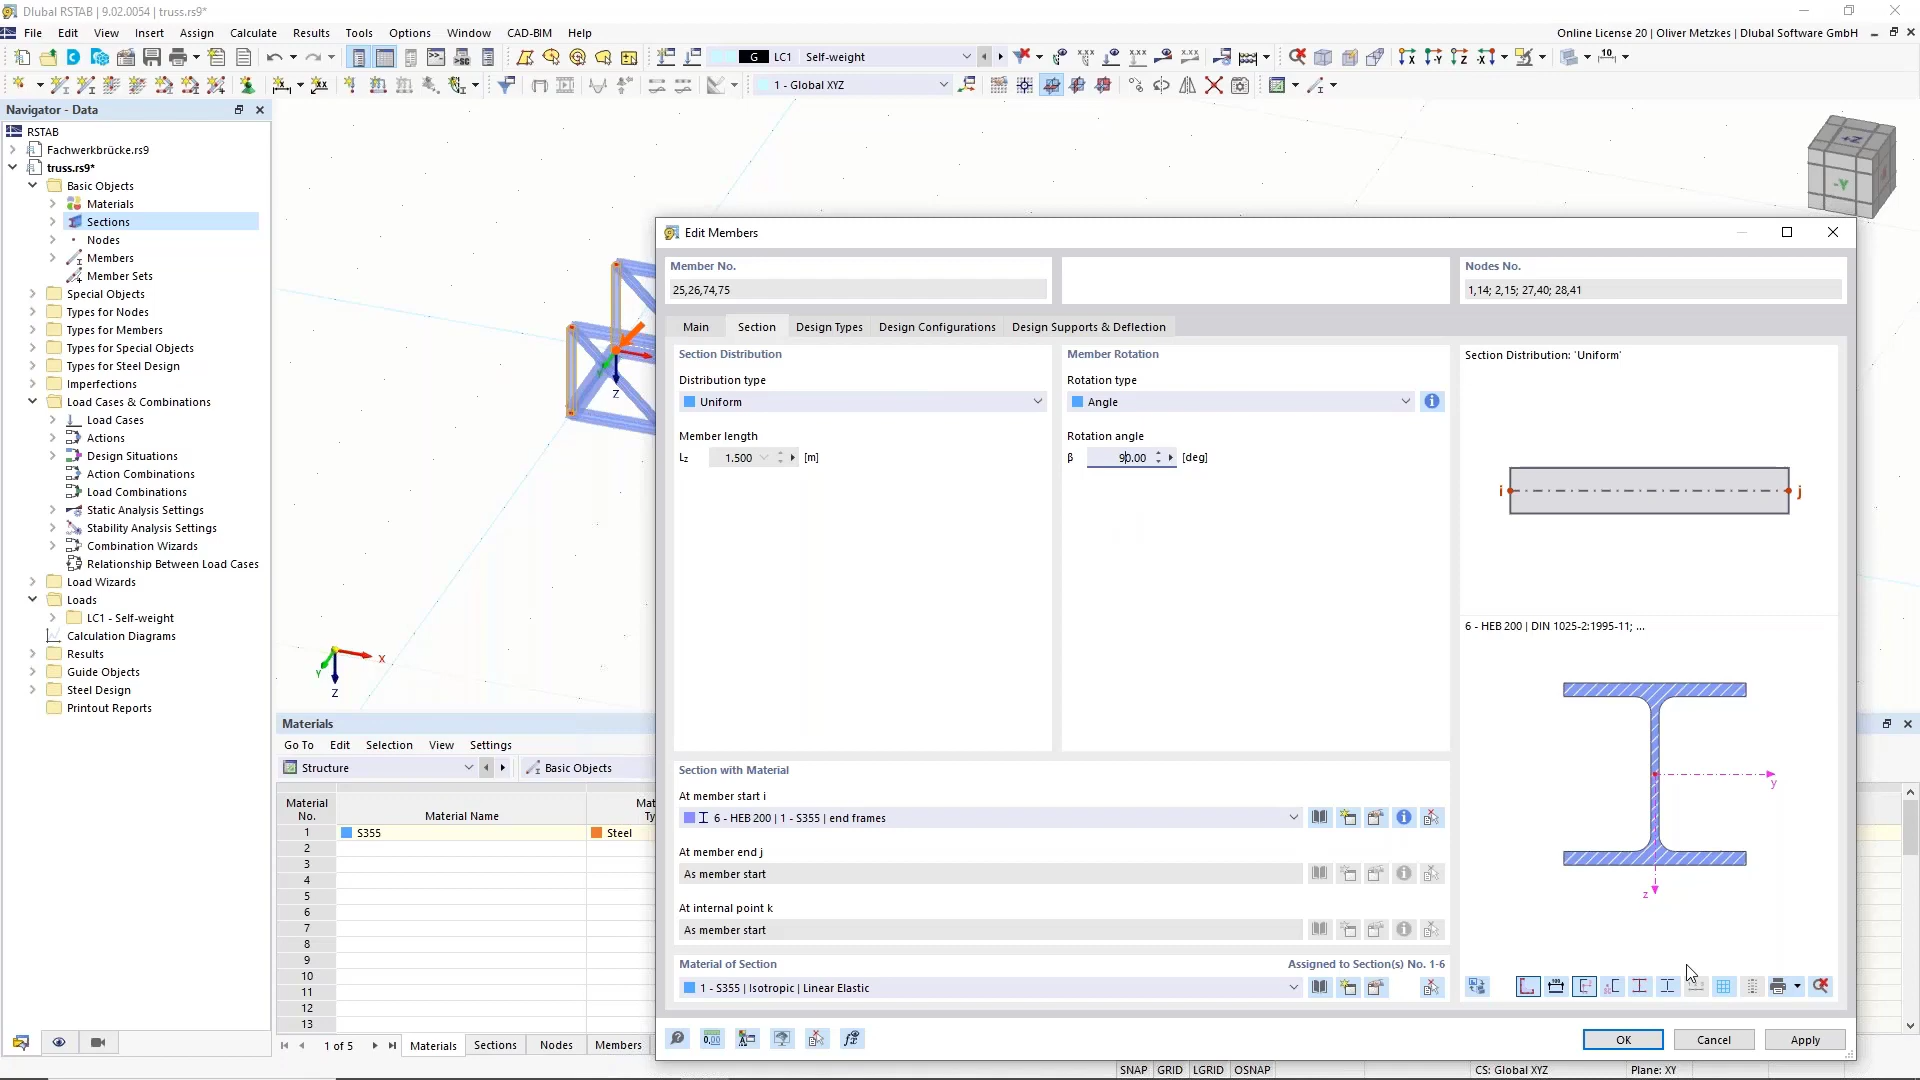 Dlubal RSTAB | 9.02.0054 | truss.rs9*
File Edit View Insert Assign Calculate Results Tools Options Window CAD-BIM Help
Online License 20 | Oliver Metzkes | Dlubal Software GmbH
G LC1 Self-weight
1 - Global XYZ
Navigator - Data
RSTAB
Fachwerkbrücke.rs9
truss.rs9*
Basic Objects
Materials
Sections
Nodes
Members
Member Sets
Special Objects
Types for Nodes
Types for Members
Types for Special Objects
Types for Steel Design
Imperfections
Load Cases & Combinations
Load Cases
Actions
Design Situations
Action Combinations
Load Combinations
Static Analysis Settings
Stability Analysis Settings
Combination Wizards
Relationship Between Load Cases
Load Wizards
Loads
LC1 - Self-weight
Calculation Diagrams
Results
Guide Objects
Steel Design
Printout Reports
+Z
-Y
Z
X
Y
Z
Edit Members
Member No.
25,26,74,75
Nodes No.
1,14; 2,15; 27,40; 28,41
Main Section Design Types Design Configurations Design Supports & Deflection
Section Distribution
Distribution type
Uniform
Member length
Lz 1.500 [m]
Member Rotation
Rotation type
Angle
Rotation angle
β 90.00 [deg]
Section Distribution: 'Uniform'
i j
6 - HEB 200 | DIN 1025-2:1995-11; ...
y
z
Section with Material
At member start i
6 - HEB 200 | 1 - S355 | end frames
At member end j
As member start
At internal point k
As member start
Material of Section Assigned to Section(s) No. 1-6
1 - S355 | Isotropic | Linear Elastic
OK Cancel Apply
Materials
Go To Edit Selection View Settings
Structure Basic Objects
Material No. Material Name Mat Ty
1 S355 Steel
2
3
4
5
6
7
8
9
10
11
12
13
1 of 5 Materials Sections Nodes Members
SNAP GRID LGRID OSNAP CS: Global XYZ Plane: XY